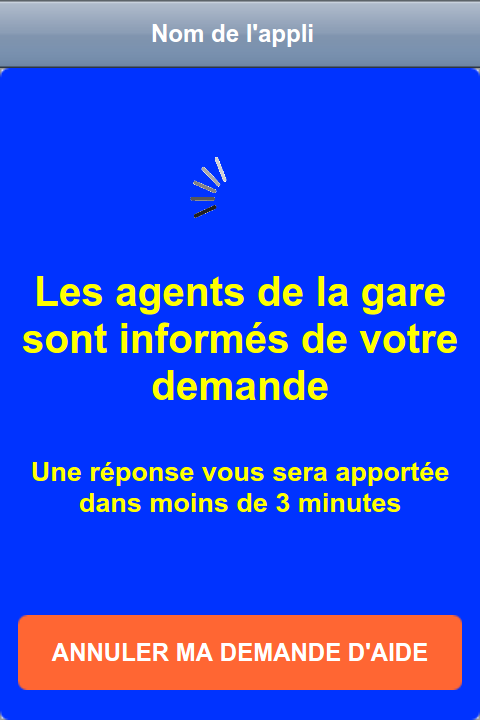 Nom de l'appli
Les agents de la gare
sont informés de votre
demande
Une réponse vous sera apportée
dans moins de 3 minutes
ANNULER MA DEMANDE D'AIDE